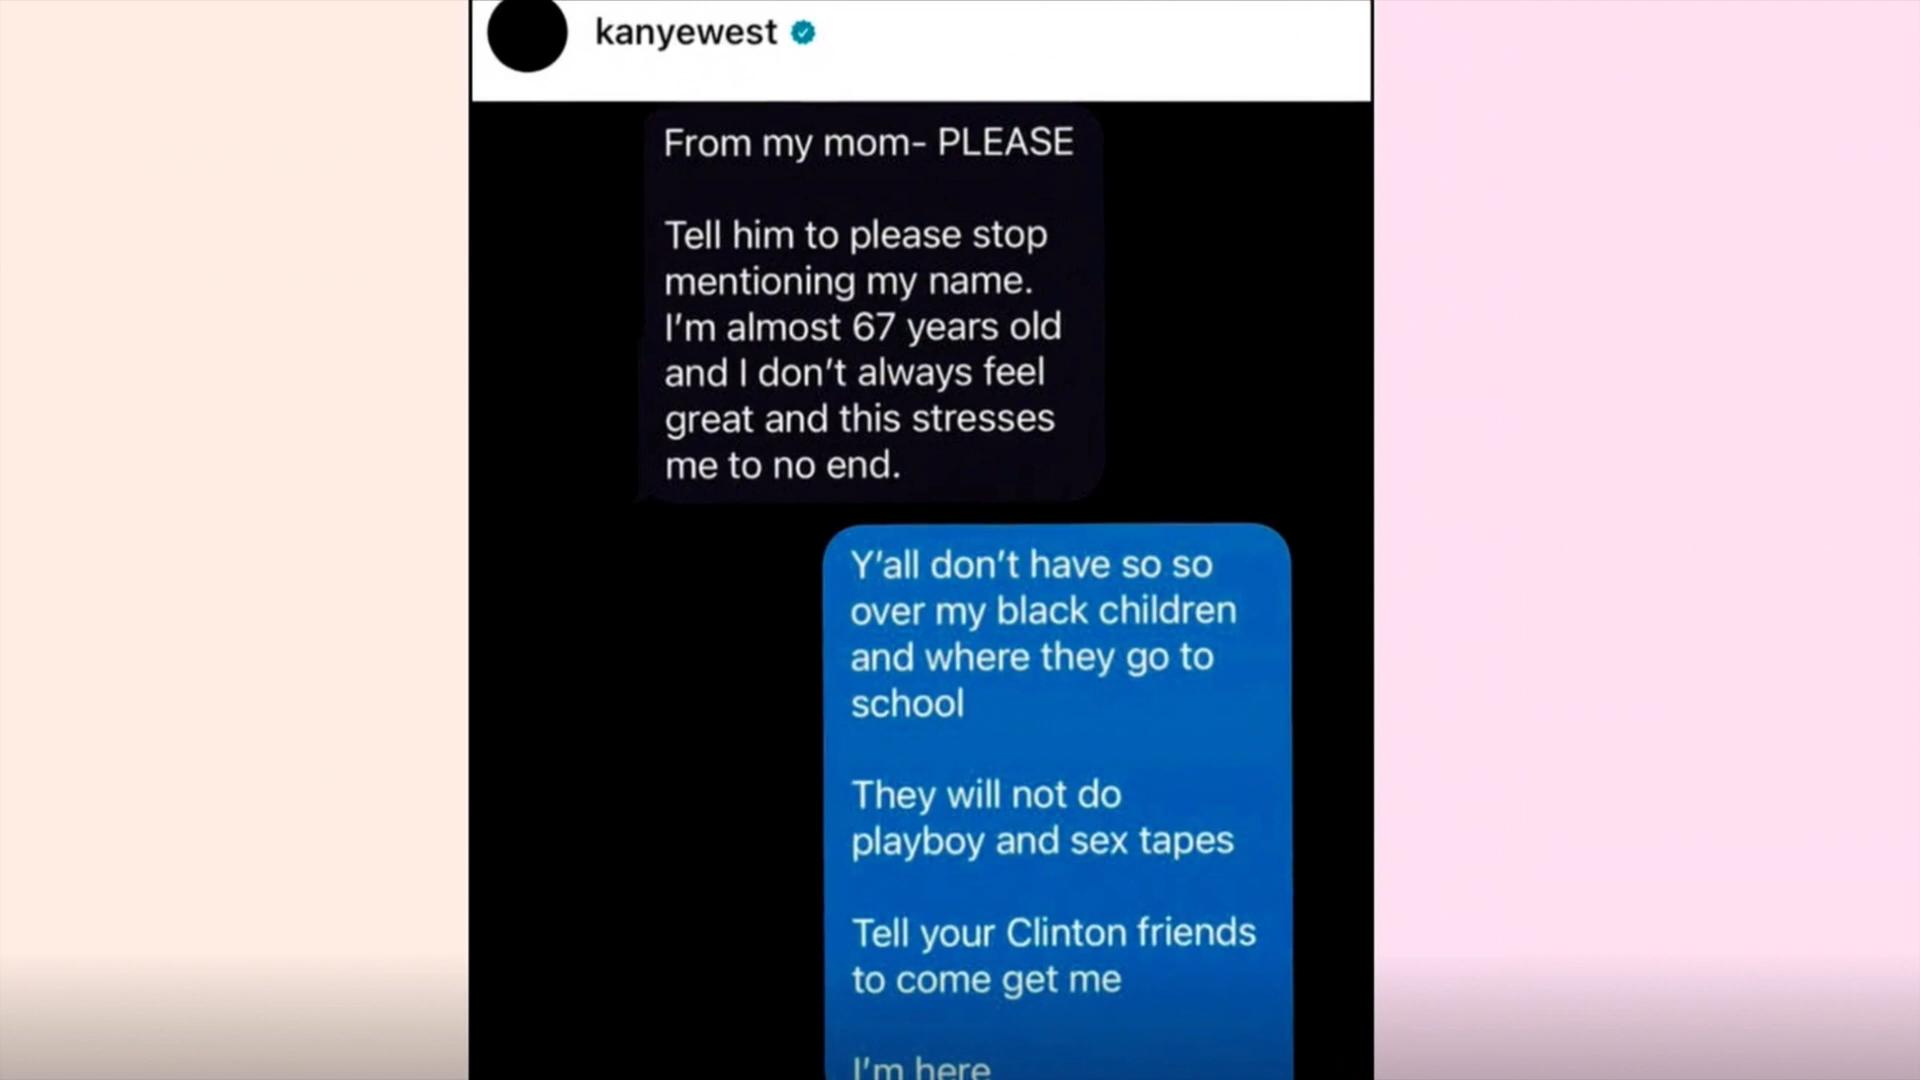 kanyewest
From my mom- PLEASE
Tell him to please stop
mentioning my name.
I'm almost 67 years old
and I don't always feel
great and this stresses
me to no end.
Y'all don't have so so
over my black children
and where they go to
school
They will not do
playboy and sex tapes
Tell your Clinton friends
to come get me
I'm here